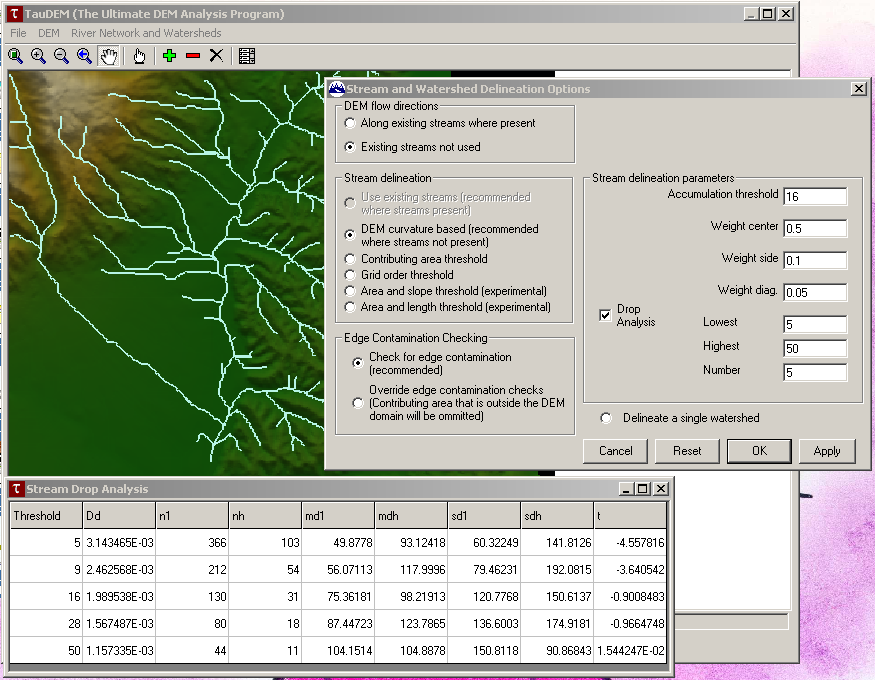 TauDEM (The Ultimate DEM Analysis Program)
File DEM River Network and Watersheds
Stream and Watershed Delineation Options
DEM flow directions
Along existing streams where present
Existing streams not used
Stream delineation
Use existing streams (recommended
where streams present)
DEM curvature based (recommended
where streams not present)
Contributing area threshold
Grid order threshold
Area and slope threshold (experimental)
Area and length threshold (experimental)
Edge Contamination Checking
Check for edge contamination
(recommended)
Override edge contamination checks
(Contributing area that is outside the DEM
domain will be ommitted)
Stream delineation parameters
Accumulation threshold 16
Weight center 0.5
Weight side 0.1
Weight diag. 0.05
Drop
Analysis
Lowest 5
Highest 50
Number 5
Delineate a single watershed
Cancel Reset OK Apply
Stream Drop Analysis
Threshold Dd n1 nh md1 mdh sd1 sdh t
5 3.143465E-03 366 103 49.8778 93.12418 60.32249 141.8126 -4.557816
9 2.462568E-03 212 54 56.07113 117.9996 79.46231 192.0815 -3.640542
16 1.989538E-03 130 31 75.36181 98.21913 120.7768 150.6137 -0.9008483
28 1.567487E-03 80 18 87.44723 123.7865 136.6003 174.9181 -0.9664748
50 1.157335E-03 44 11 104.1514 104.8878 150.8118 90.86843 1.544247E-02